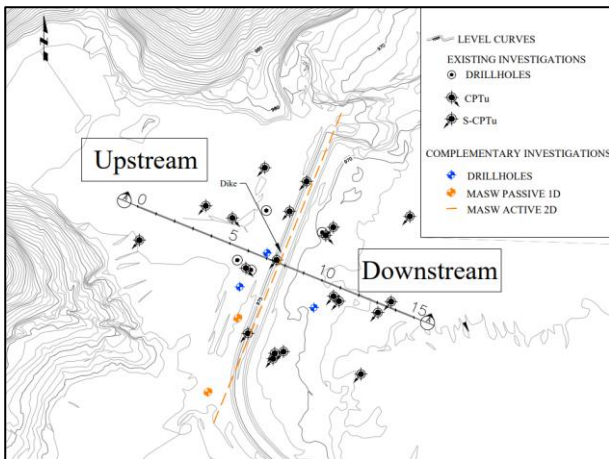 LEVEL CURVES
EXISTING INVESTIGATIONS
DRILLHOLES
CPTu
S-CPTu
COMPLEMENTARY INVESTIGATIONS
DRILLHOLES
MASW PASSIVE 1D
MASW ACTIVE 2D
Upstream
Dike
Downstream
0
5
10
15
970